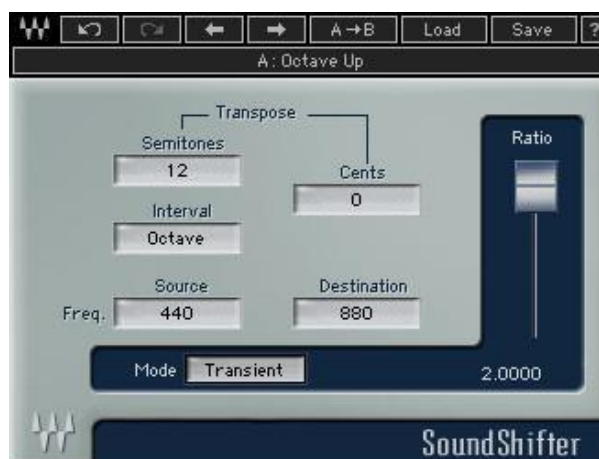 A→B Load Save ?
A: Octave Up
Transpose
Semitones
12
Cents
0
Interval
Octave
Source Destination
Freq. 440 880
Ratio
2.0000
Mode Transient
SoundShifter